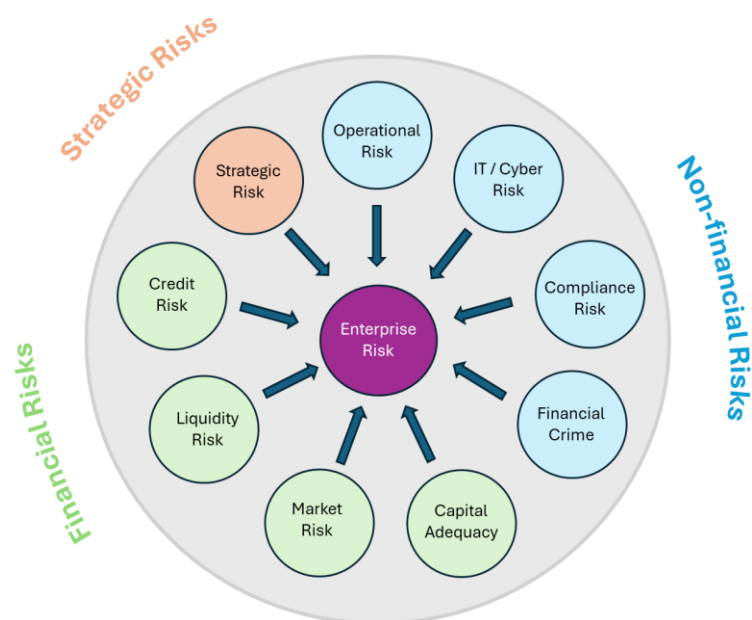 Strategic Risks
Operational
Risk
IT / Cyber
Risk
Strategic
Risk
Non-financial Risks
Credit
Risk
Compliance
Risk
Enterprise
Risk
Financial Risks
Liquidity
Risk
Financial
Crime
Market
Risk
Capital
Adequacy